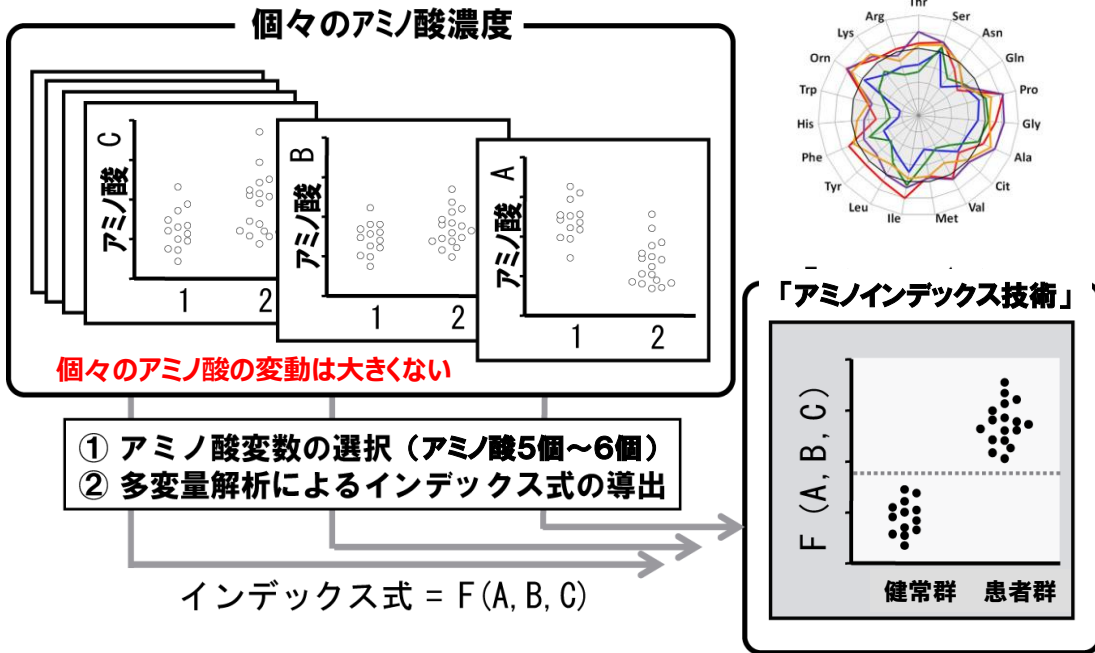 個々のアミノ酸濃度
アミノ酸 C
1 2
アミノ酸 B
1 2
アミノ酸 A
1 2
個々のアミノ酸の変動は大きくない
① アミノ酸変数の選択（アミノ酸5個～6個）
② 多変量解析によるインデックス式の導出
インデックス式 = F(A, B, C)
Thr
Ser
Asn
Gln
Pro
Gly
Ala
Cit
Val
Met
Ile
Leu
Tyr
Phe
His
Trp
Orn
Lys
Arg
「アミノインデックス技術」
F (A, B, C)
健常群 患者群